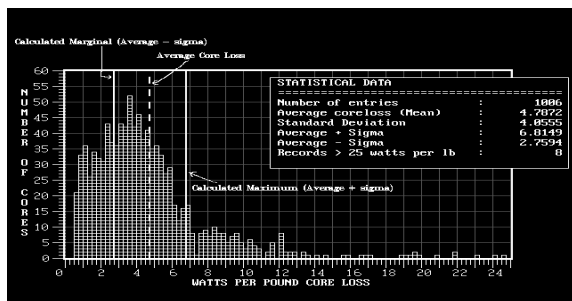 Calculated Marginal (Average - sigma)
Average Core Loss
STATISTICAL DATA
Number of entries : 1006
Average coreloss (Mean) : 4.7872
Standard Deviation : 4.0555
Average + Sigma : 6.8149
Average - Sigma : 2.7594
Records > 25 watts per lb : 8
Calculated Maximum (Average + sigma)
NUMBER OF CORES
60
55
50
45
40
35
30
25
20
15
10
5
0
0 2 4 6 8 10 12 14 16 18 20 22 24
WATTS PER POUND CORE LOSS